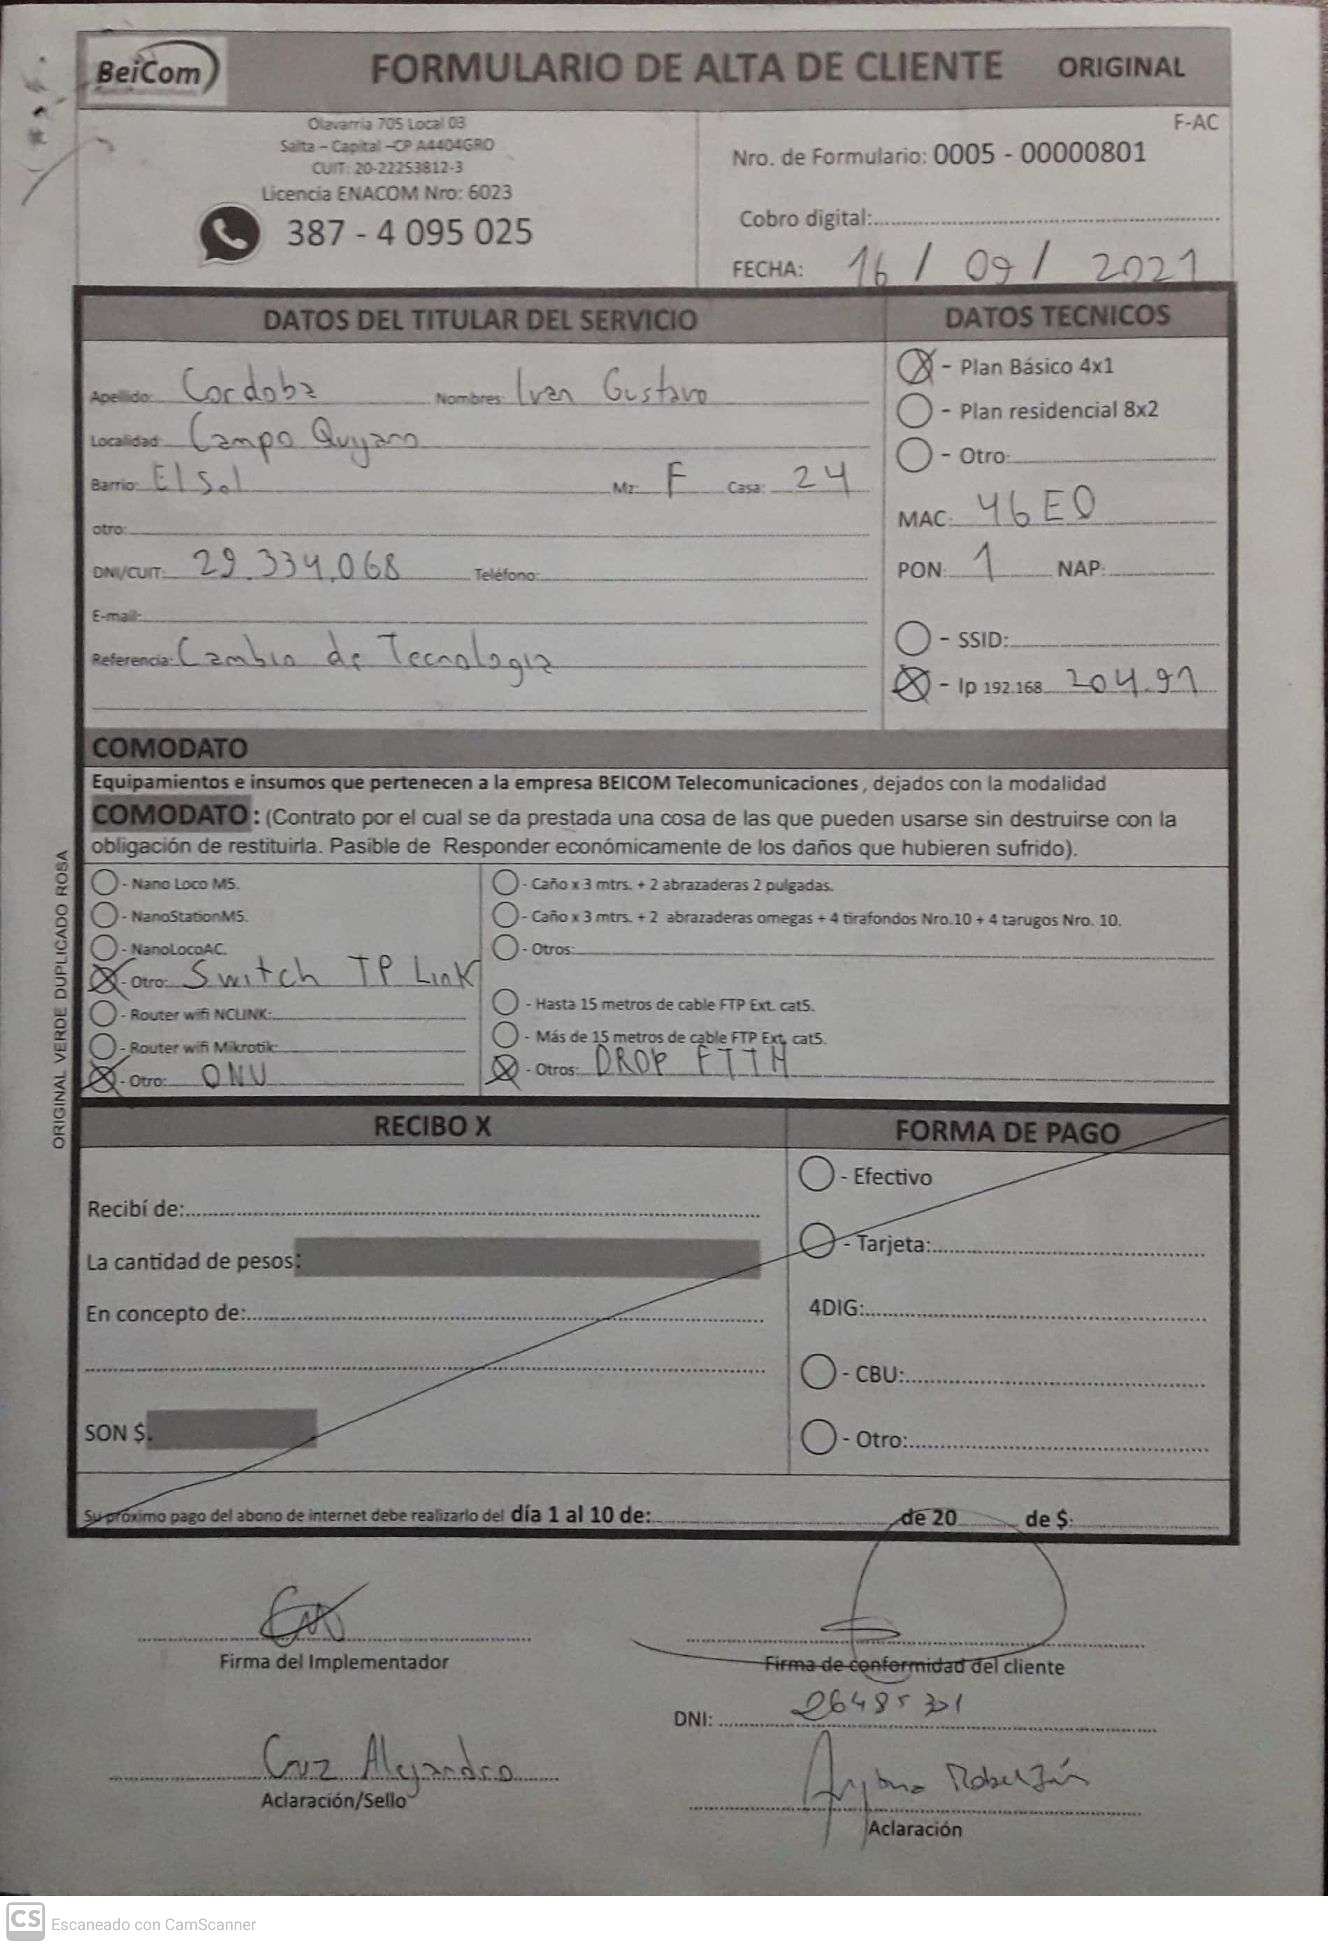 BeiCom
FORMULARIO DE ALTA DE CLIENTE ORIGINAL
Olavarria 705 Local 03
Salta – Capital –CP A4404GRO
CUIT: 20-22253812-3
Licencia ENACOM Nro: 6023
387 - 4 095 025
F-AC
Nro. de Formulario: 0005 - 00000801
Cobro digital:
FECHA: 16 / 09 / 2021
DATOS DEL TITULAR DEL SERVICIO
Apellido: Cordoba Nombres: Ivan Gustavo
Localidad: Campo Quyano
Barrio: El Sol Mz: F Casa: 24
otro:
DNI/CUIT: 29.334.068 Teléfono:
E-mail:
Referencia: Cambio de Tecnologia
DATOS TECNICOS
- Plan Básico 4x1
- Plan residencial 8x2
- Otro:
MAC: 46E0
PON: 1 NAP:
- SSID:
- Ip 192.168 204.91
COMODATO
Equipamientos e insumos que pertenecen a la empresa BEICOM Telecomunicaciones, dejados con la modalidad
COMODATO : (Contrato por el cual se da prestada una cosa de las que pueden usarse sin destruirse con la
obligación de restituirla. Pasible de Responder económicamente de los daños que hubieren sufrido).
- Nano Loco M5.
- NanoStationM5.
- NanoLocoAC.
- Otro: Switch TP Link
- Router wifi NCLINK:
- Router wifi Mikrotik:
- Otro: ONU
- Caño x 3 mtrs. + 2 abrazaderas 2 pulgadas.
- Caño x 3 mtrs. + 2 abrazaderas omegas + 4 tirafondos Nro.10 + 4 tarugos Nro. 10.
- Otros:
- Hasta 15 metros de cable FTP Ext. cat5.
- Más de 15 metros de cable FTP Ext. cat5.
- Otros: DROP FTTH
ORIGINAL VERDE DUPLICADO ROSA
RECIBO X
Recibí de:
La cantidad de pesos:
En concepto de:
SON $.
FORMA DE PAGO
- Efectivo
- Tarjeta:
4DIG:
- CBU:
- Otro:
Su próximo pago del abono de internet debe realizarlo del día 1 al 10 de: de 20 de $:
Firma del Implementador
Cruz Alejandro
Aclaración/Sello
Firma de conformidad del cliente
DNI: 26485321
Aclaración
CS Escaneado con CamScanner